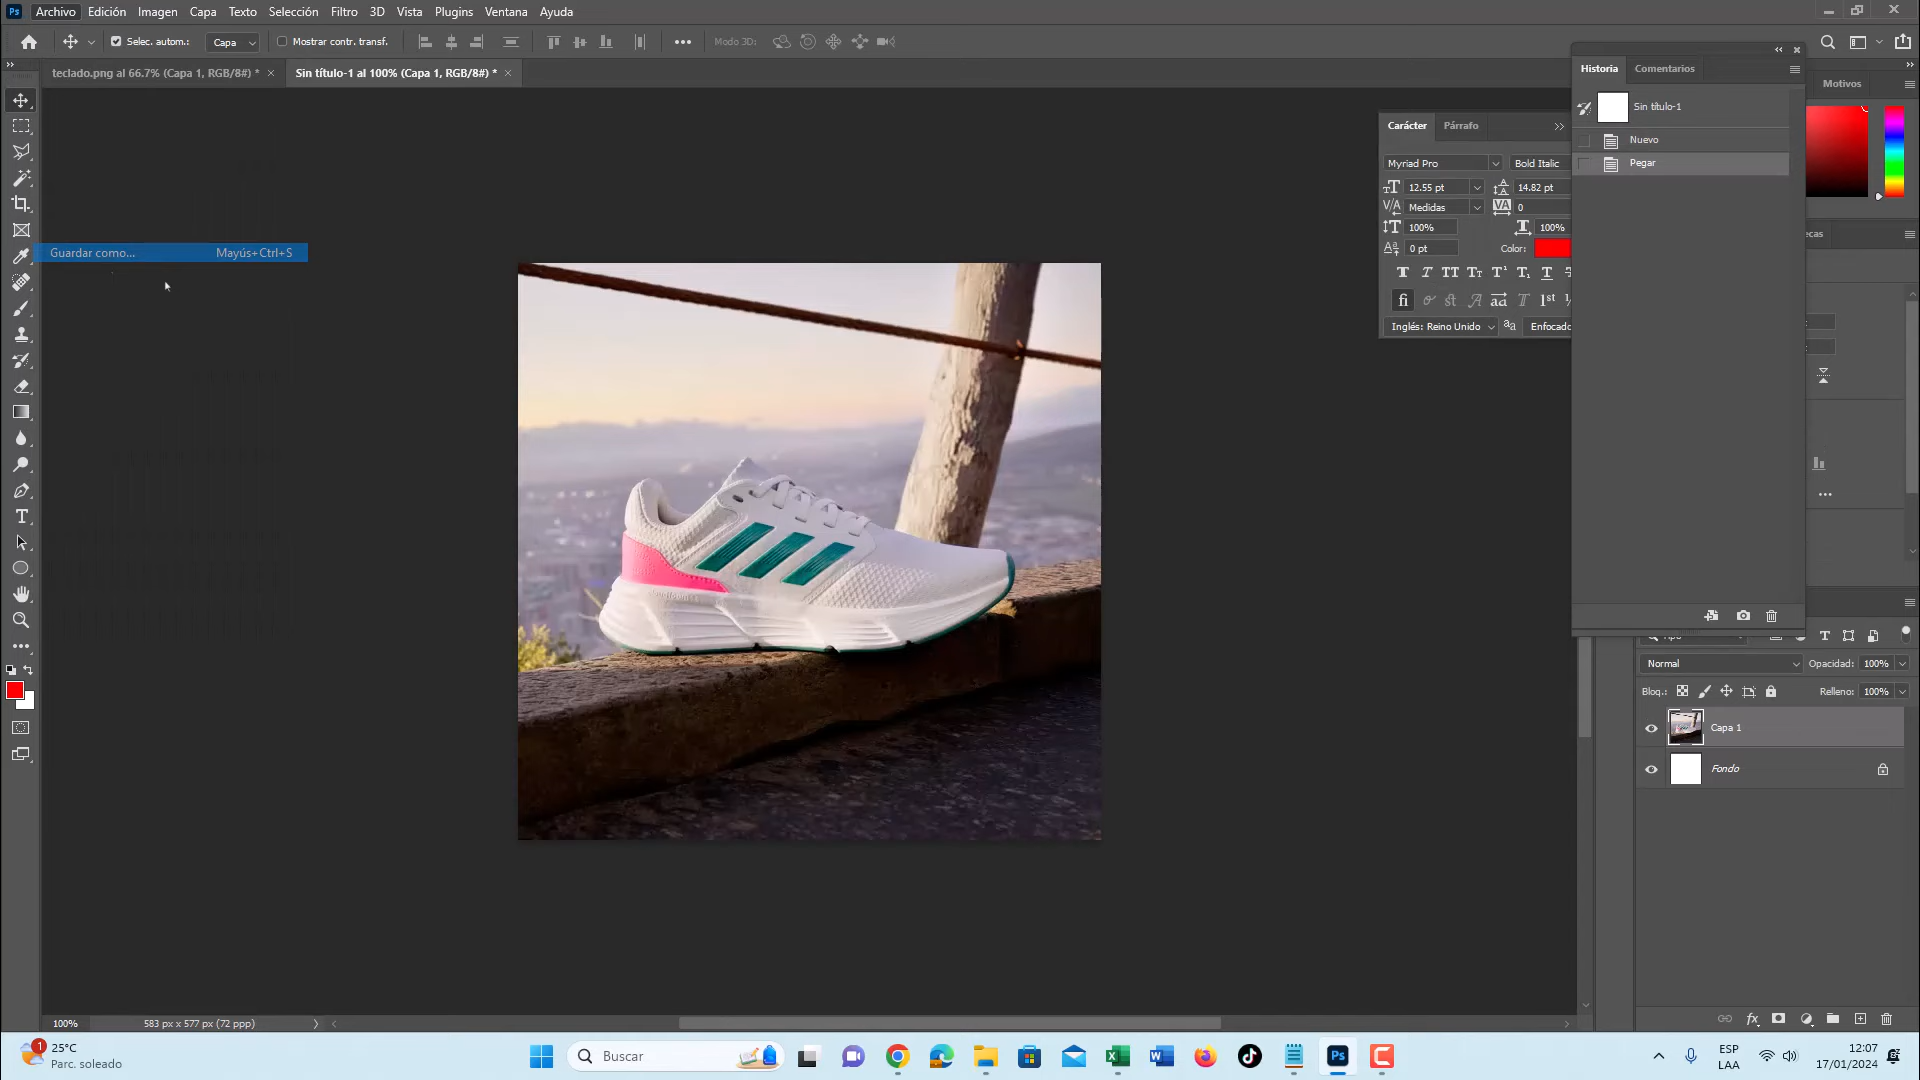 Ps Archivo Edición Imagen Capa Texto Selección Filtro 3D Vista Plugins Ventana Ayuda
Selec. autom.: Capa Mostrar contr. transf. Modo 3D:
teclado.png al 66.7% (Capa 1, RGB/8#) * Sin título-1 al 100% (Capa 1, RGB/8#) *
Historia Comentarios
Motivos
Sin título-1
Nuevo
Pegar
Carácter Párrafo
Myriad Pro Bold Italic
12.55 pt 14.82 pt
Medidas 0
100% 100%
0 pt Color:
Inglés: Reino Unido aa Enfocado
ecas
Guardar como... Mayús+Ctrl+S
Normal Opacidad: 100%
Bloq.: Relleno: 100%
Capa 1
Fondo
100% 583 px x 577 px (72 ppp)
1 25°C
Parc. soleado
Buscar
ESP
LAA
12:07
17/01/2024